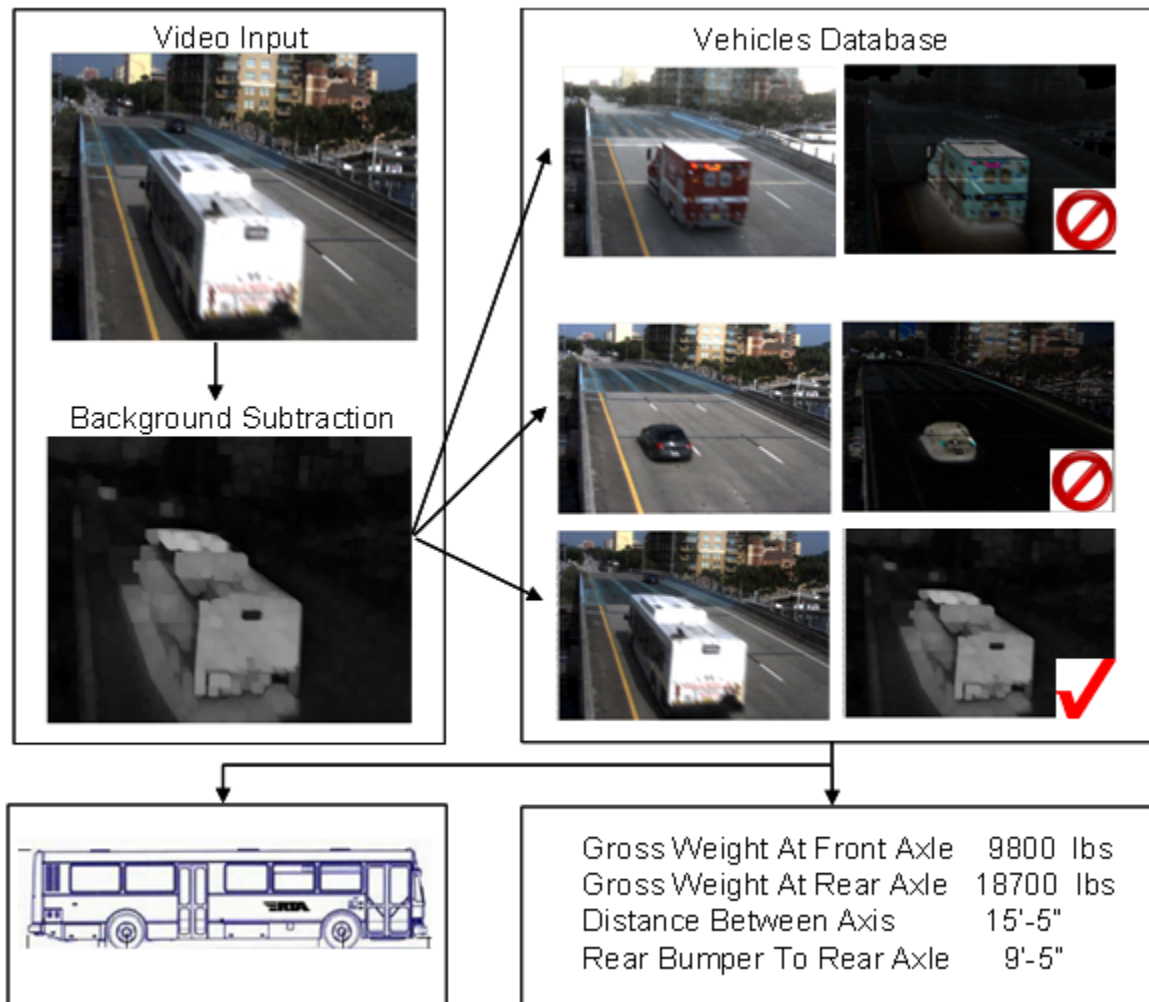 Video Input
Vehicles Database
Background Subtraction
RTA
Gross Weight At Front Axle 9800 lbs
Gross Weight At Rear Axle 18700 lbs
Distance Between Axis 15'-5"
Rear Bumper To Rear Axle 9'-5"